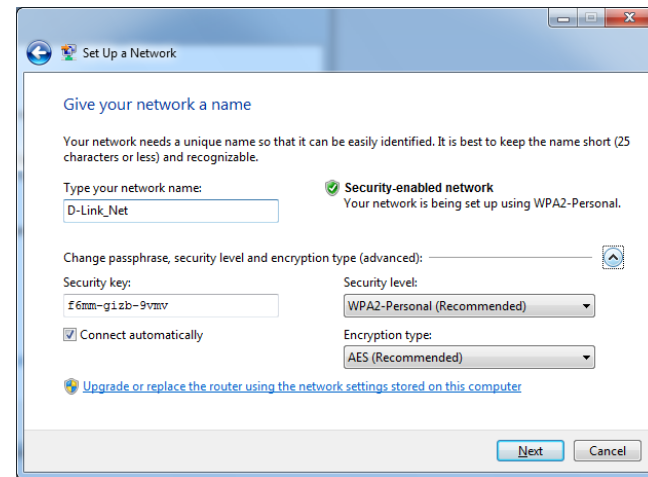 Set Up a Network
Give your network a name
Your network needs a unique name so that it can be easily identified. It is best to keep the name short (25
characters or less) and recognizable.
Type your network name:
D-Link_Net
Security-enabled network
Your network is being set up using WPA2-Personal.
Change passphrase, security level and encryption type (advanced):
Security key:
f6mm-gizb-9vmv
Security level:
WPA2-Personal (Recommended)
Connect automatically
Encryption type:
AES (Recommended)
Upgrade or replace the router using the network settings stored on this computer
Next
Cancel